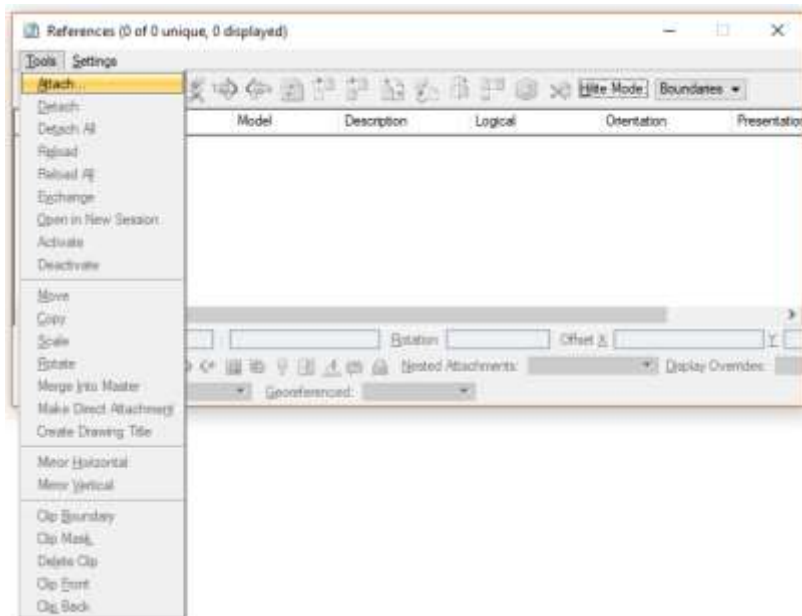 References (0 of 0 unique, 0 displayed)
Tools Settings
Attach...
Hilite Mode Boundaries
Detach
Model Description Logical Orientation Presentation
Detach All
Reload
Reload All
Exchange
Open in New Session
Activate
Deactivate
Move
Copy
Scale Rotation Offset X Y
Rotate Nested Attachments: Display Overrides:
Merge Into Master Georeferenced:
Make Direct Attachment
Create Drawing Title
Mirror Horizontal
Mirror Vertical
Clip Boundary
Clip Mask
Delete Clip
Clip Front
Clip Back